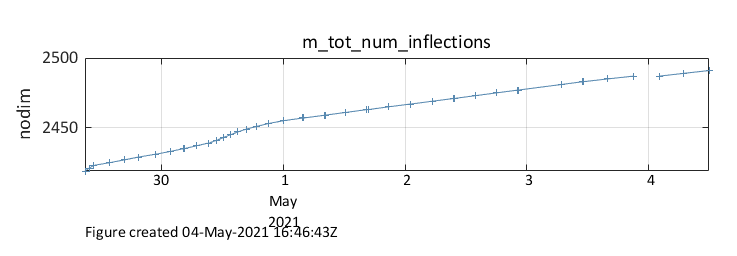 m_tot_num_inflections
2500
nodim
2450
30 1 2 3 4
May
2021
Figure created 04-May-2021 16:46:43Z